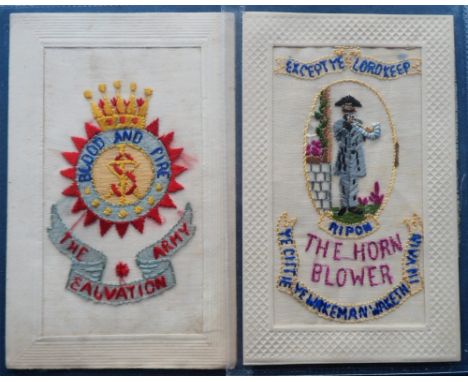 BLOOD AND FIRE
S
THE SALVATION ARMY
EXCEPT YE LORD KEEP
RIPON
THE HORN
BLOWER
YE CITTIE YE WAKEMAN WAKETH IN VAIN